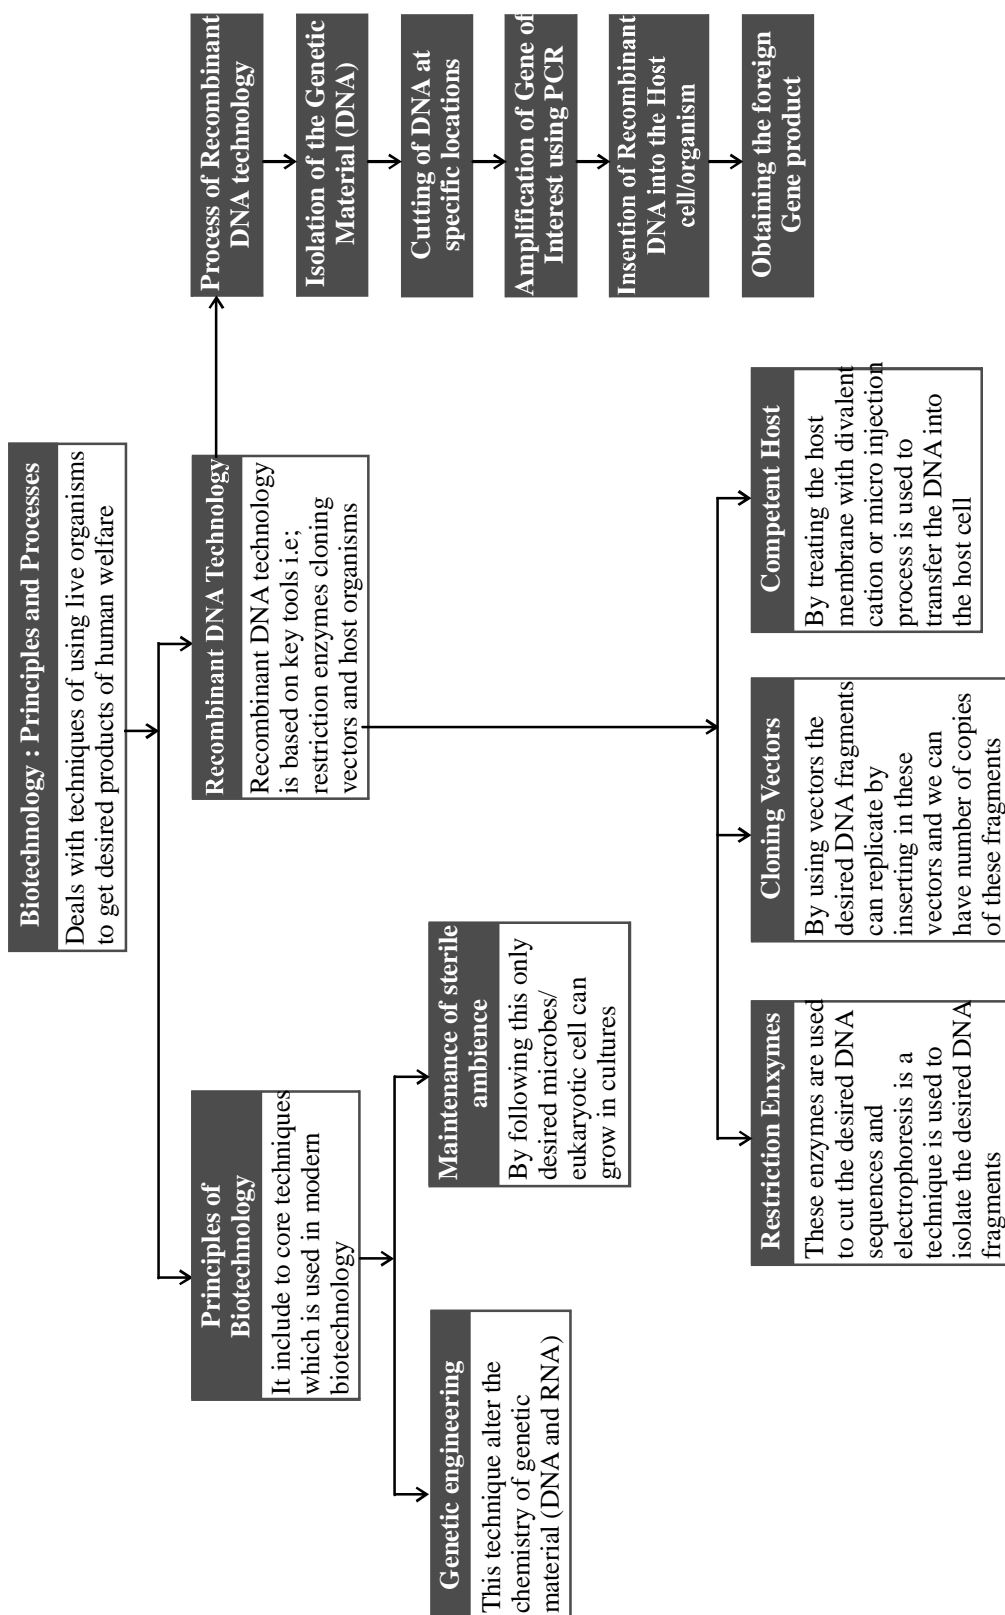 Biotechnology : Principles and Processes
Deals with techniques of using live organisms
to get desired products of human welfare
Principles of
Biotechnology
It include to core techniques
which is used in modern
biotechnology
Genetic engineering
This technique alter the
chemistry of genetic
material (DNA and RNA)
Maintenance of sterile
ambience
By following this only
desired microbes/
eukaryotic cell can
grow in cultures
Recombinant DNA Technology
Recombinant DNA technology
is based on key tools i.e;
restriction enzymes cloning
vectors and host organisms
Restriction Enxymes
These enzymes are used
to cut the desired DNA
sequences and
electrophoresis is a
technique is used to
isolate the desired DNA
fragments
Cloning Vectors
By using vectors the
desired DNA fragments
can replicate by
inserting in these
vectors and we can
have number of copies
of these fragments
Competent Host
By treating the host
membrane with divalent
cation or micro injection
process is used to
transfer the DNA into
the host cell
Process of Recombinant
DNA technology
Isolation of the Genetic
Material (DNA)
Cutting of DNA at
specific locations
Amplification of Gene of
Interest using PCR
Insention of Recombinant
DNA into the Host
cell/organism
Obtaining the foreign
Gene product